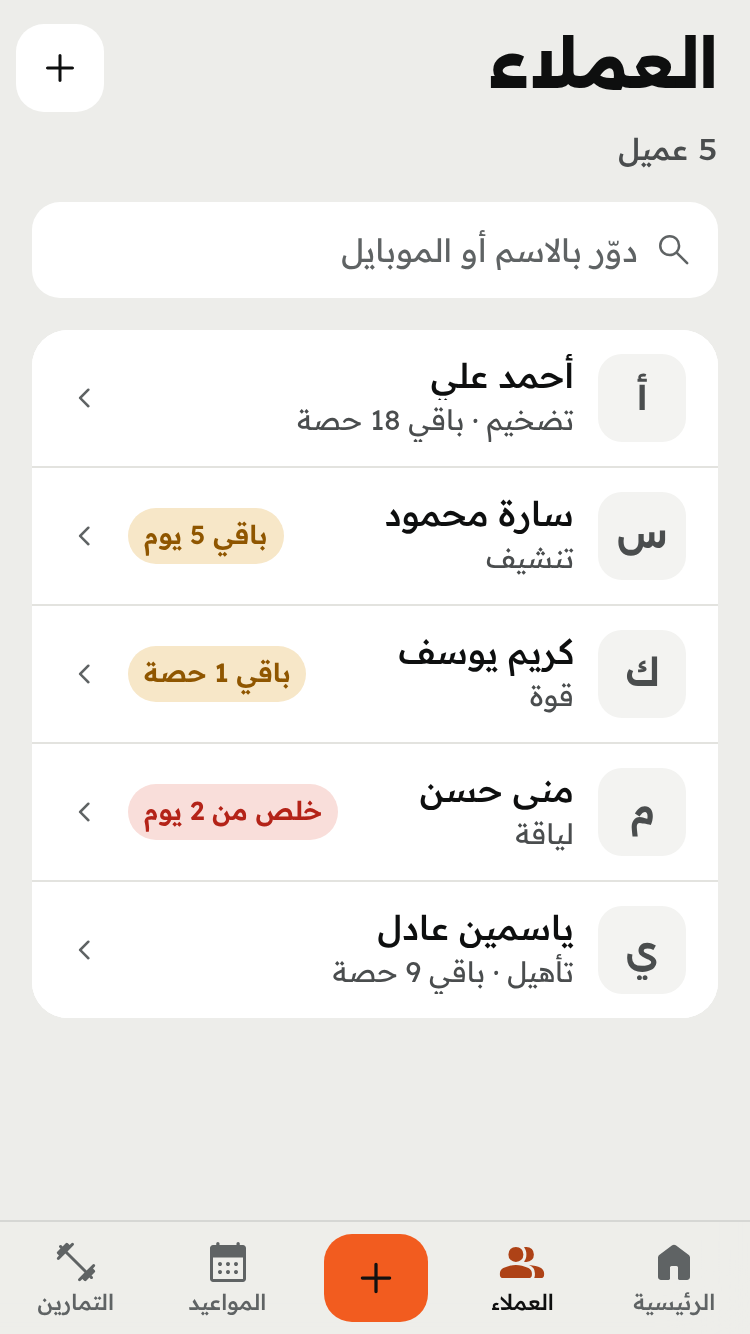 العملاء
5 عميل
دوّر بالاسم أو الموبايل
أ
أحمد علي
تضخيم · باقي 18 حصة
س
سارة محمود
تنشيف
باقي 5 يوم
ك
كريم يوسف
قوة
باقي 1 حصة
م
منى حسن
لياقة
خلص من 2 يوم
ي
ياسمين عادل
تأهيل · باقي 9 حصة
الرئيسية
العملاء
المواعيد
التمارين